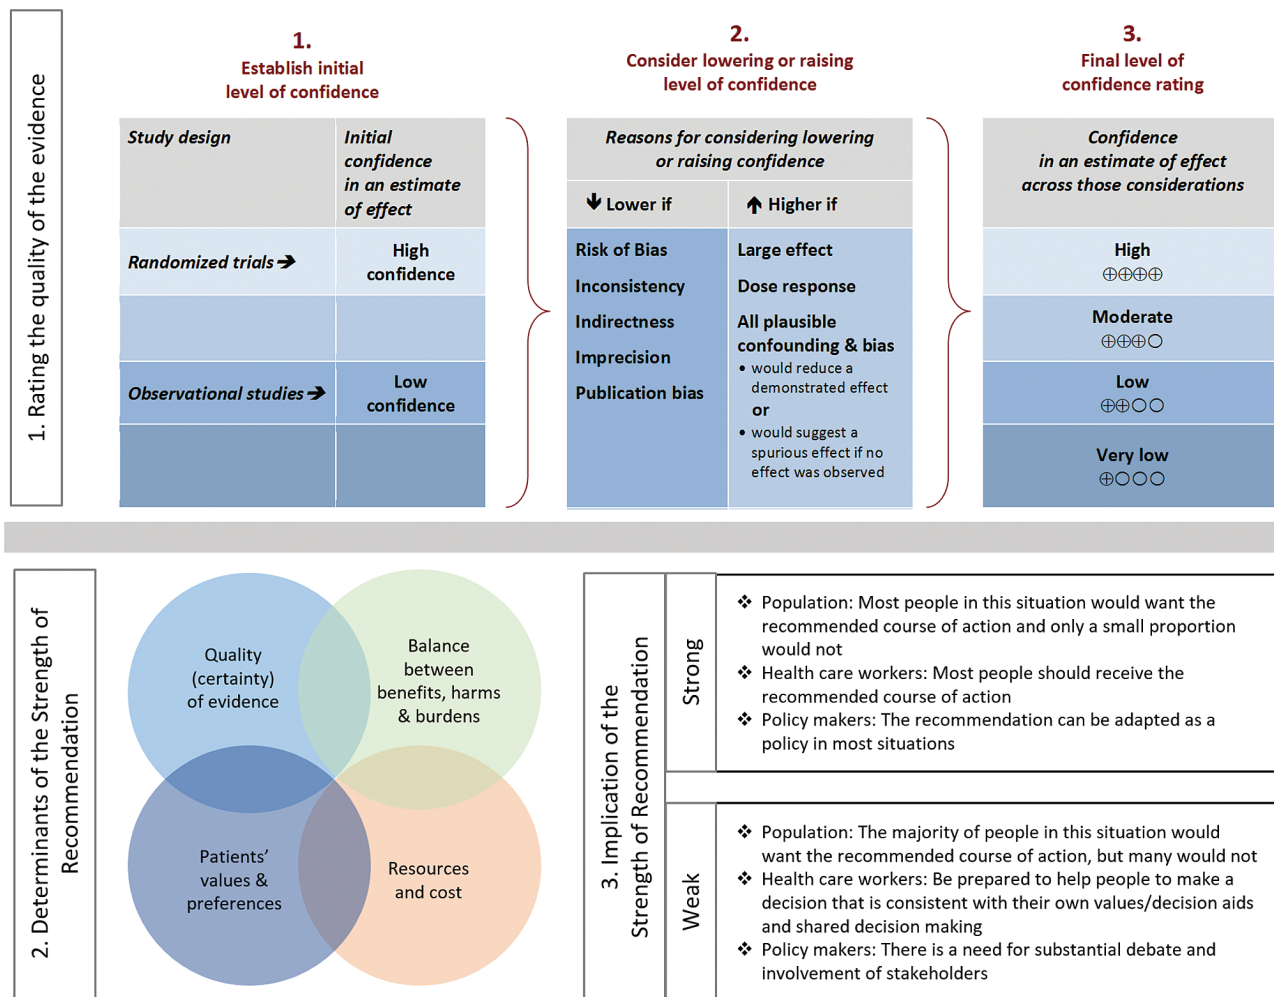 1. Rating the quality of the evidence
1.
Establish initial
level of confidence
Study design
Initial
confidence
in an estimate
of effect
Randomized trials ➔
High
confidence
Observational studies ➔
Low
confidence
2.
Consider lowering or raising
level of confidence
Reasons for considering lowering
or raising confidence
🡻 Lower if
🡹 Higher if
Risk of Bias
Inconsistency
Indirectness
Imprecision
Publication bias
Large effect
Dose response
All plausible
confounding & bias
• would reduce a
demonstrated effect
or
• would suggest a
spurious effect if no
effect was observed
3.
Final level of
confidence rating
Confidence
in an estimate of effect
across those considerations
High
⊕⊕⊕⊕
Moderate
⊕⊕⊕◯
Low
⊕⊕◯◯
Very low
⊕◯◯◯
2. Determinants of the Strength of
Recommendation
Quality
(certainty)
of evidence
Balance
between
benefits, harms
& burdens
Patients’
values &
preferences
Resources
and cost
3. Implication of the
Strength of Recommendation
Strong
❖ Population: Most people in this situation would want the
recommended course of action and only a small proportion
would not
❖ Health care workers: Most people should receive the
recommended course of action
❖ Policy makers: The recommendation can be adapted as a
policy in most situations
Weak
❖ Population: The majority of people in this situation would
want the recommended course of action, but many would not
❖ Health care workers: Be prepared to help people to make a
decision that is consistent with their own values/decision aids
and shared decision making
❖ Policy makers: There is a need for substantial debate and
involvement of stakeholders